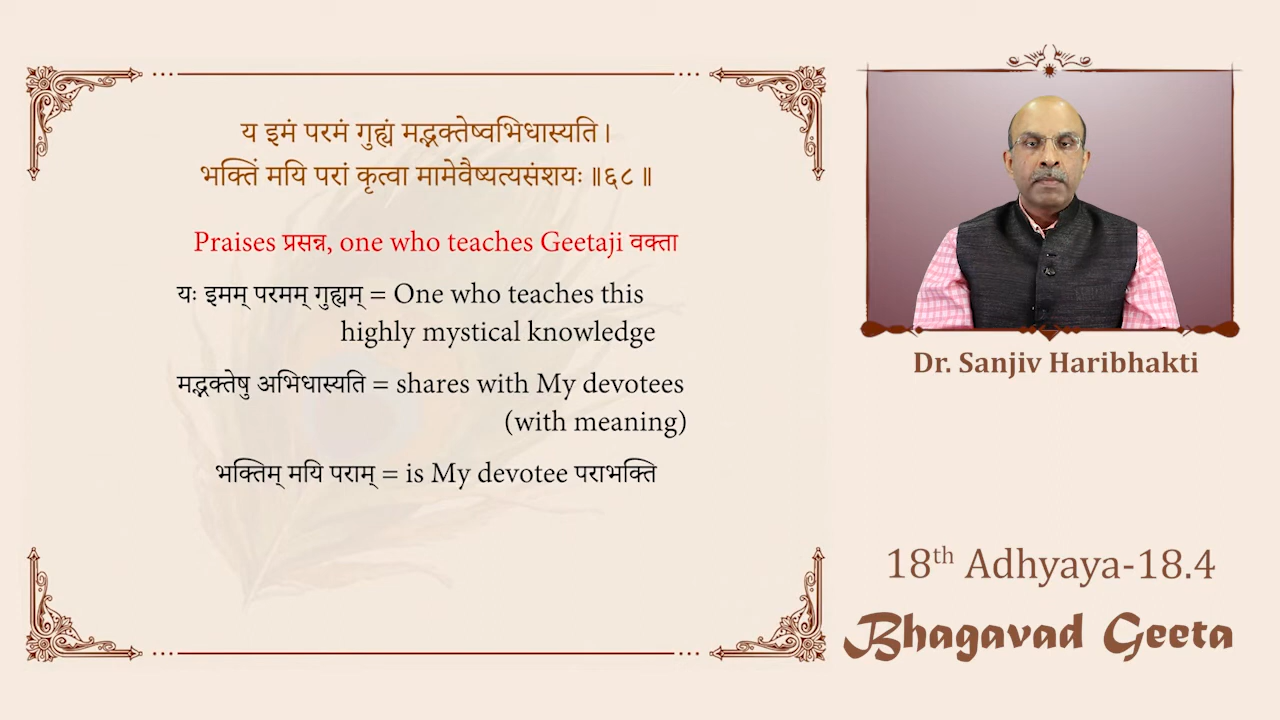 य इमं परमं गुह्यं मद्भक्तेष्वभिधास्यति ।
भक्तिं मयि परां कृत्वा मामेवैष्यत्यसंशयः ॥६८॥
Praises प्रसन्न, one who teaches Geetaji वक्ता
यः इमम् परमम् गुह्यम् = One who teaches this
highly mystical knowledge
मद्भक्तेषु अभिधास्यति = shares with My devotees
(with meaning)
भक्तिम् मयि पराम् = is My devotee पराभक्ति
Dr. Sanjiv Haribhakti
18th Adhyaya-18.4
Bhagavad Geeta